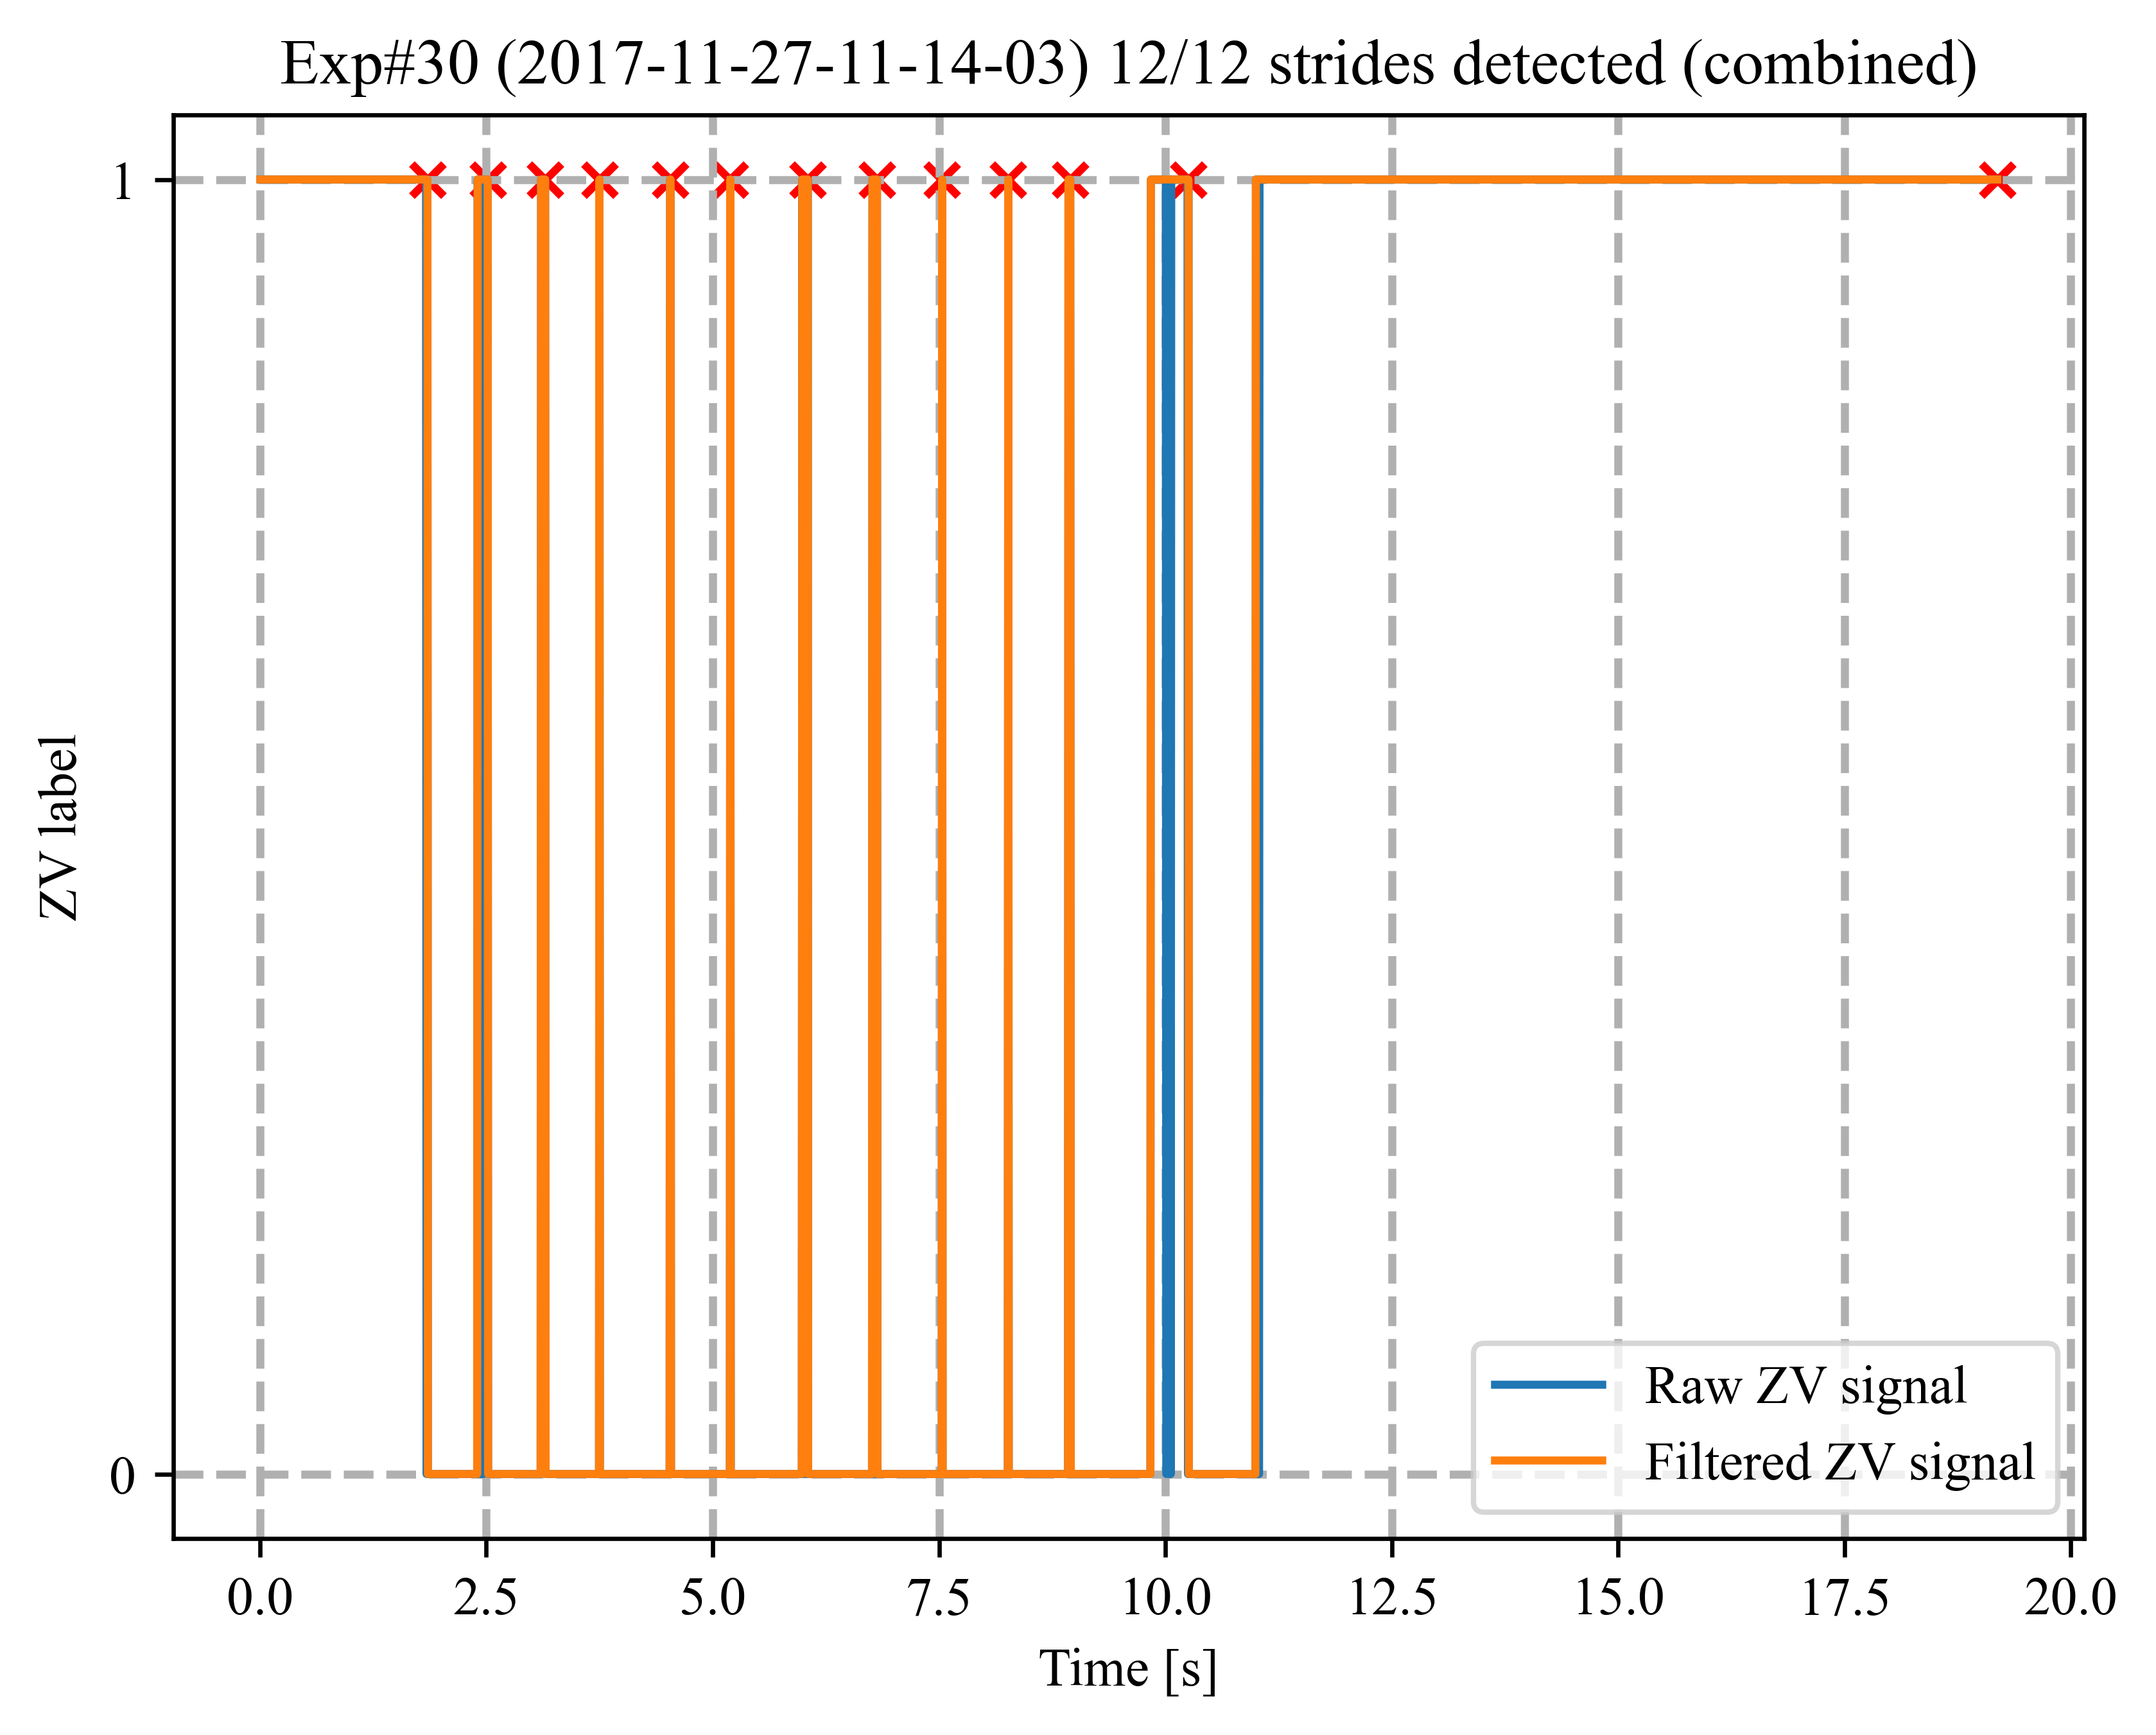 Exp#30 (2017-11-27-11-14-03) 12/12 strides detected (combined)
1
ZV label
0
Raw ZV signal
Filtered ZV signal
0.0 2.5 5.0 7.5 10.0 12.5 15.0 17.5 20.0
Time [s]